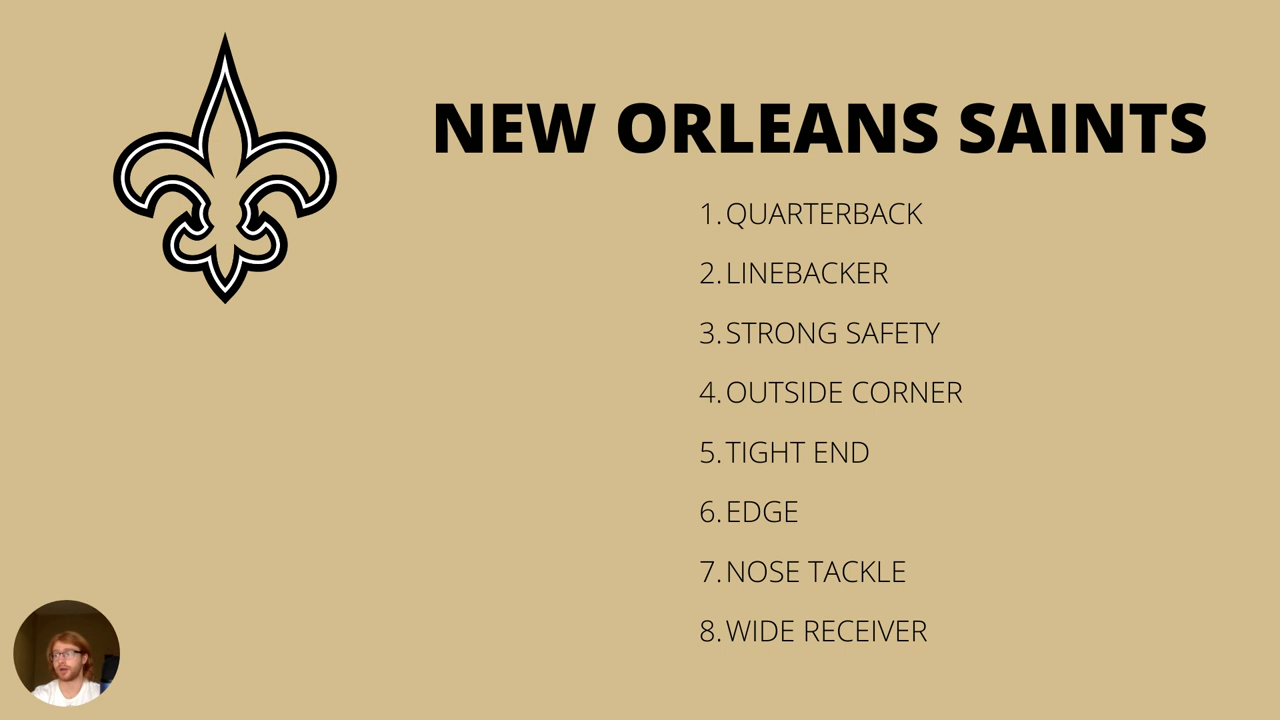 NEW ORLEANS SAINTS
1. QUARTERBACK
2. LINEBACKER
3. STRONG SAFETY
4. OUTSIDE CORNER
5. TIGHT END
6. EDGE
7. NOSE TACKLE
8. WIDE RECEIVER